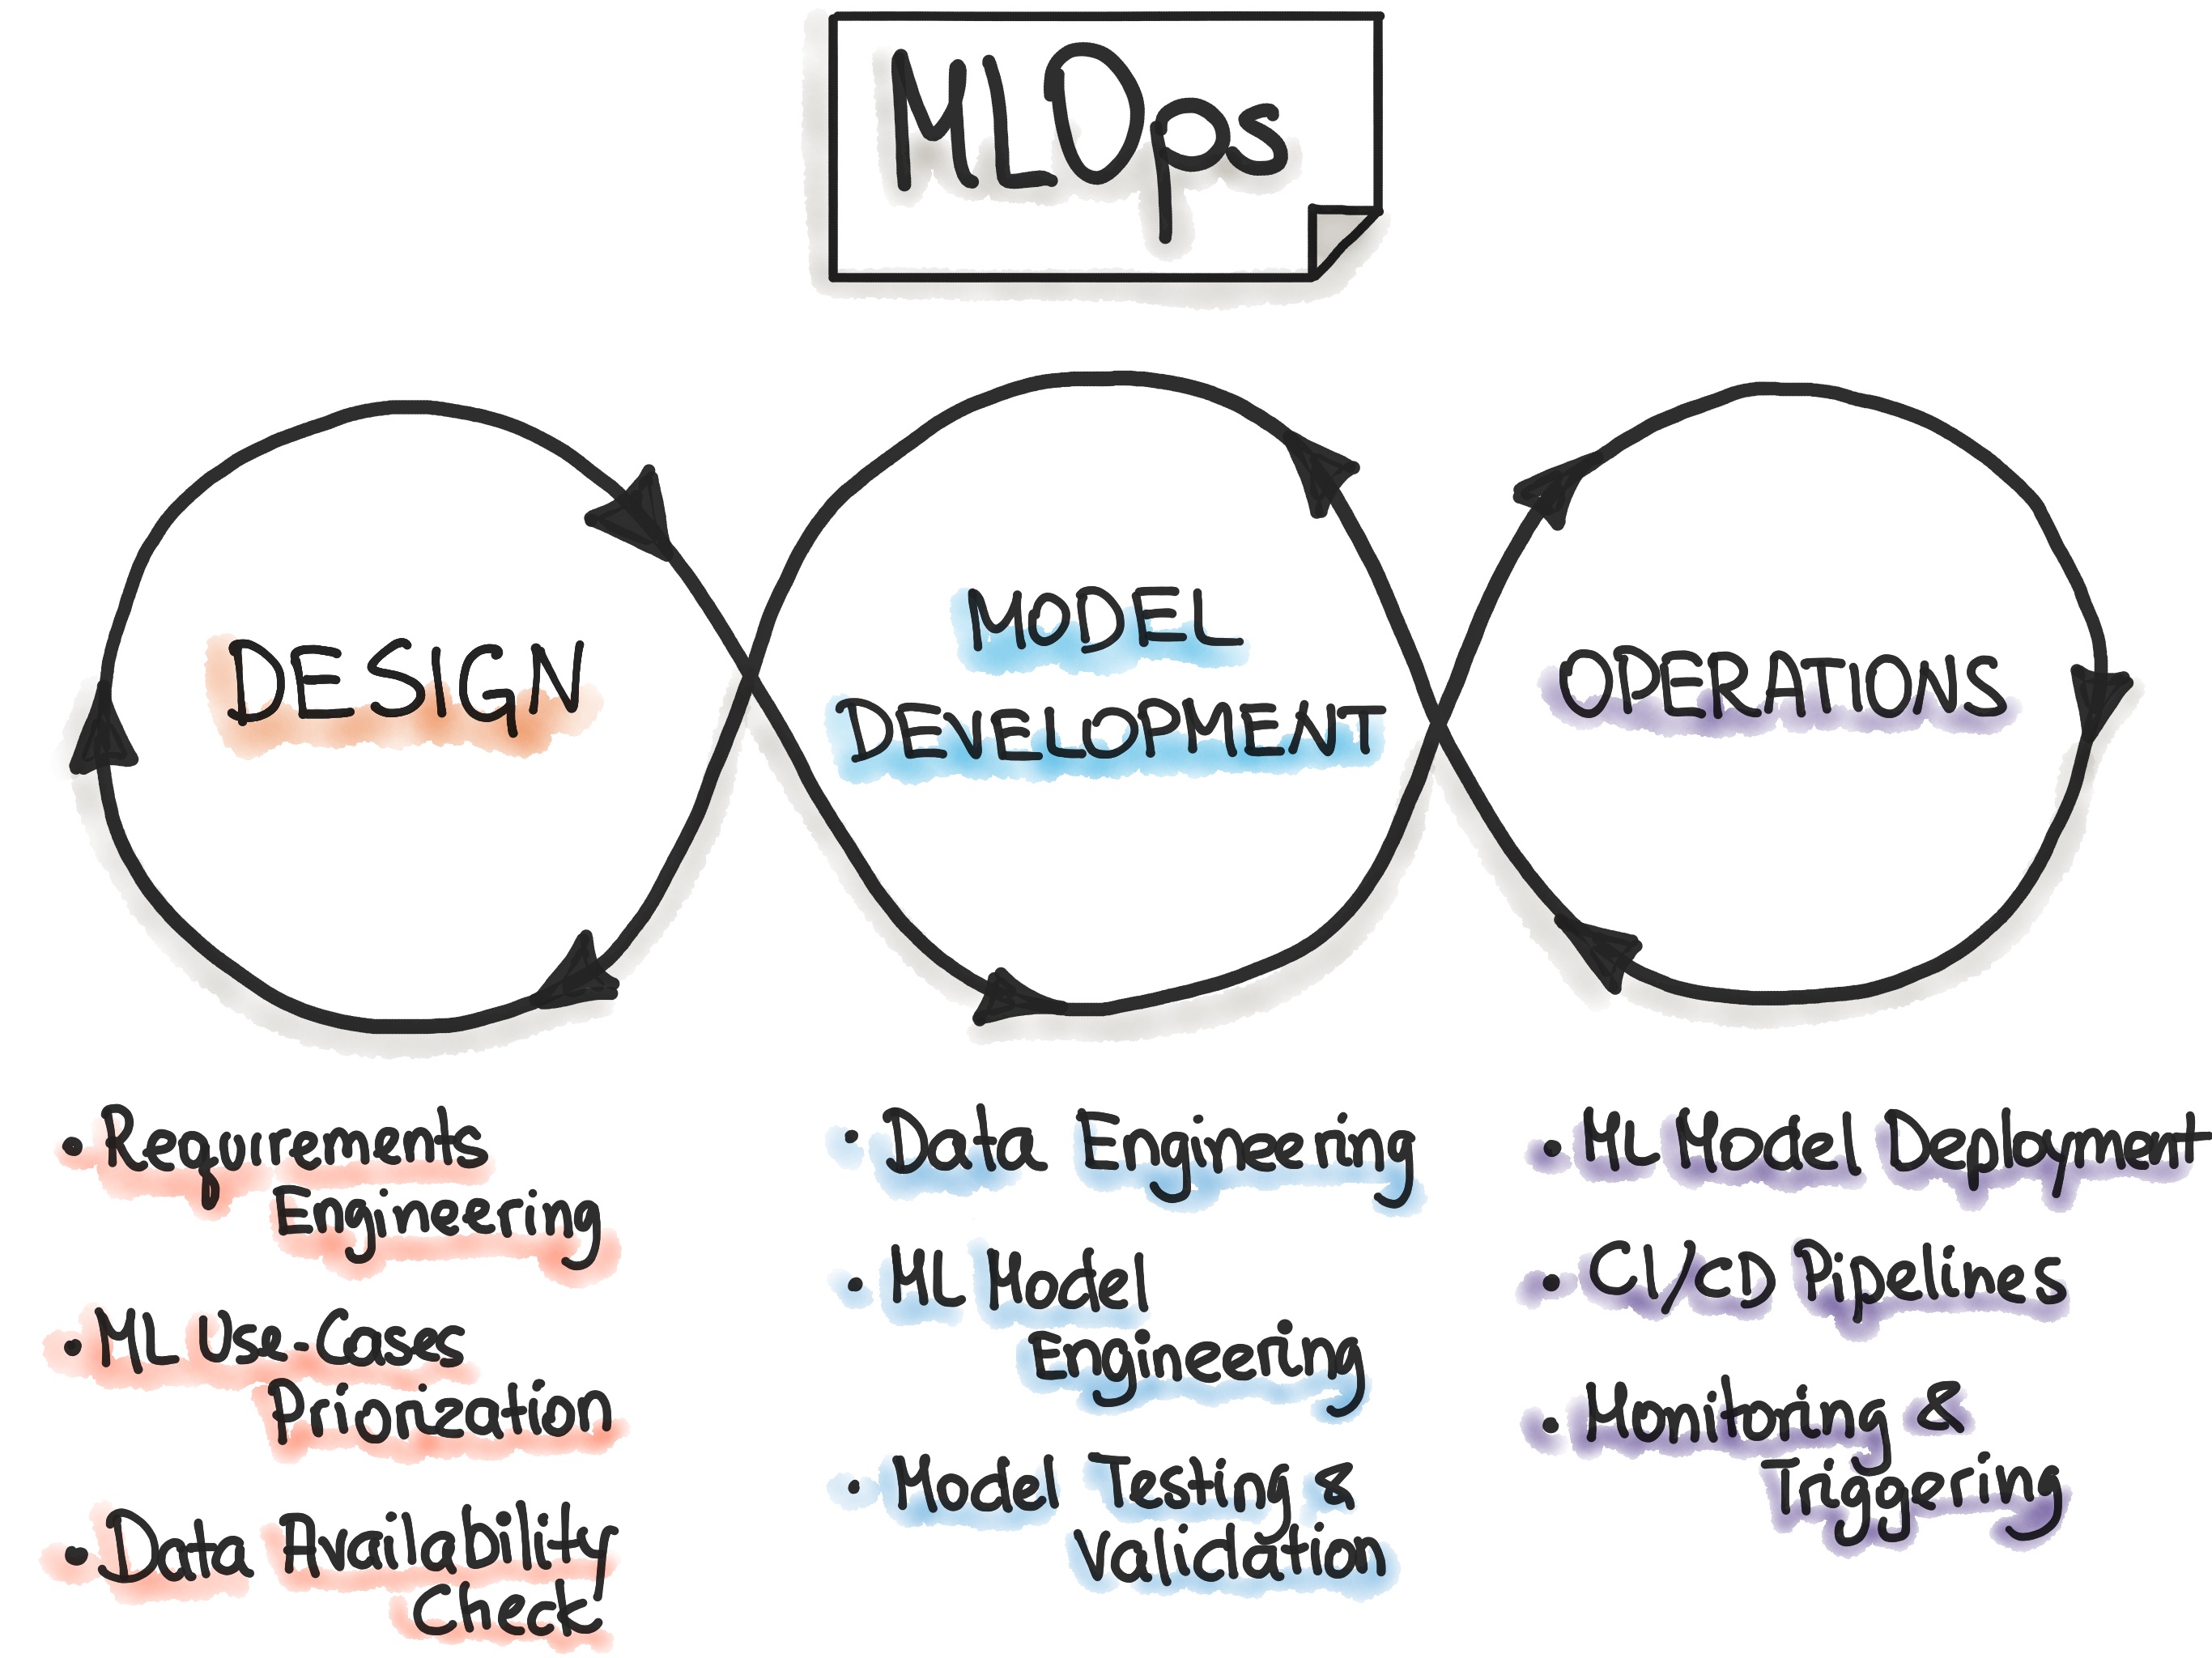 MLOps
DESIGN
MODEL
DEVELOPMENT
OPERATIONS
• Requirements
Engineering
• ML Use-Cases
Priorization
• Data Availability
Check
• Data Engineering
• ML Model
Engineering
• Model Testing &
Validation
• ML Model Deployment
• CI/CD Pipelines
• Monitoring &
Triggering